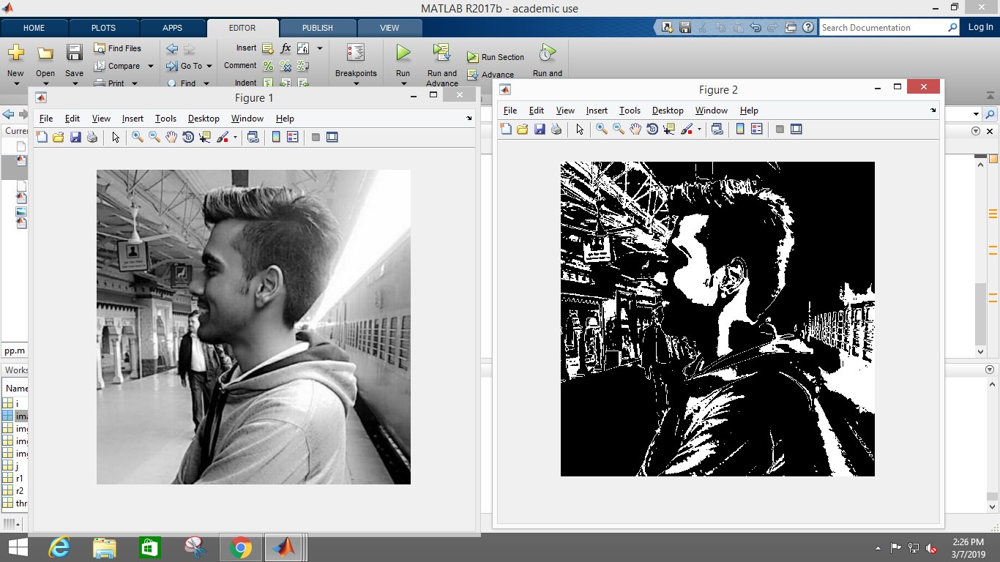 MATLAB R2017b - academic use
HOME PLOTS APPS EDITOR PUBLISH VIEW
Search Documentation
Log In
New Open Save
Find Files
Compare
Print
Go To
Find
Insert
Comment
Indent
Breakpoints
Run
Run and
Advance
Run Section
Advance
Run and
Figure 1
File Edit View Insert Tools Desktop Window Help
Figure 2
File Edit View Insert Tools Desktop Window Help
Curren
pp.m
Works
Name
i
ima
img
img
img
j
r1
r2
thr
2:26 PM
3/7/2019